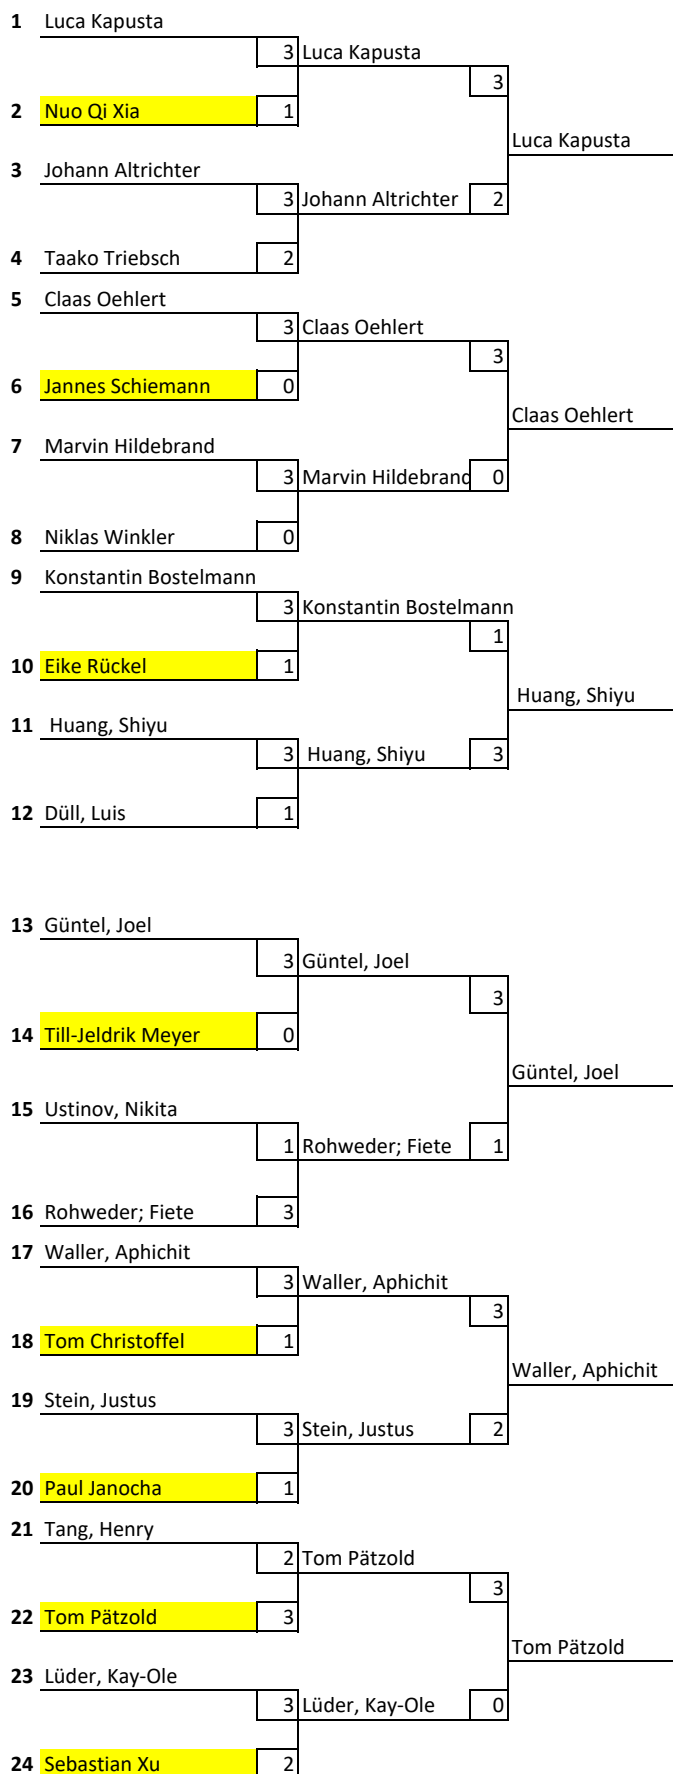 1 Luca Kapusta
3 Luca Kapusta
3
2 Nuo Qi Xia 1
Luca Kapusta
3 Johann Altrichter
3 Johann Altrichter 2
4 Taako Triebsch 2
5 Claas Oehlert
3 Claas Oehlert
3
6 Jannes Schiemann 0
Claas Oehlert
7 Marvin Hildebrand
3 Marvin Hildebrand 0
8 Niklas Winkler 0
9 Konstantin Bostelmann
3 Konstantin Bostelmann
1
10 Eike Rückel 1
Huang, Shiyu
11 Huang, Shiyu
3 Huang, Shiyu 3
12 Düll, Luis 1
13 Güntel, Joel
3 Güntel, Joel
3
14 Till-Jeldrik Meyer 0
Güntel, Joel
15 Ustinov, Nikita
1 Rohweder; Fiete 1
16 Rohweder; Fiete 3
17 Waller, Aphichit
3 Waller, Aphichit
3
18 Tom Christoffel 1
Waller, Aphichit
19 Stein, Justus
3 Stein, Justus 2
20 Paul Janocha 1
21 Tang, Henry
2 Tom Pätzold
3
22 Tom Pätzold 3
Tom Pätzold
23 Lüder, Kay-Ole
3 Lüder, Kay-Ole 0
24 Sebastian Xu 2